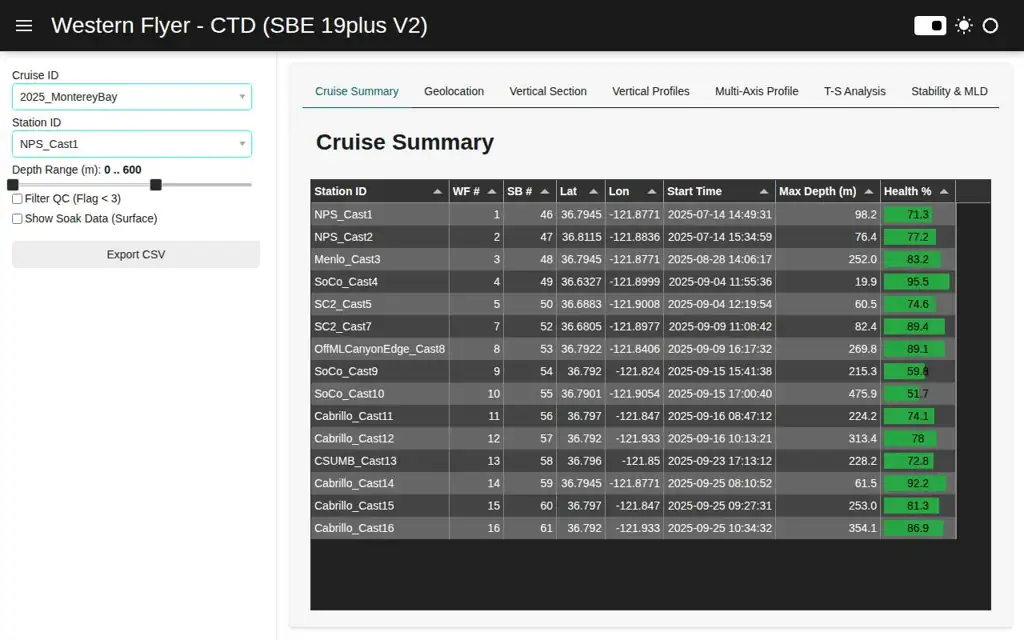 Western Flyer - CTD (SBE 19plus V2)
Cruise ID
2025_MontereyBay
Station ID
NPS_Cast1
Depth Range (m): 0 .. 600
Filter QC (Flag < 3)
Show Soak Data (Surface)
Export CSV
Cruise Summary Geolocation Vertical Section Vertical Profiles Multi-Axis Profile T-S Analysis Stability & MLD
Cruise Summary
Station ID WF # SB # Lat Lon Start Time Max Depth (m) Health %
NPS_Cast1 1 46 36.7945 -121.8771 2025-07-14 14:49:31 98.2 71.3
NPS_Cast2 2 47 36.8115 -121.8836 2025-07-14 15:34:59 76.4 77.2
Menlo_Cast3 3 48 36.7945 -121.8771 2025-08-28 14:06:17 252.0 83.2
SoCo_Cast4 4 49 36.6327 -121.8999 2025-09-04 11:55:36 19.9 95.5
SC2_Cast5 5 50 36.6883 -121.9008 2025-09-04 12:19:54 60.5 74.6
SC2_Cast7 7 52 36.6805 -121.8977 2025-09-09 11:08:42 82.4 89.4
OffMLCanyonEdge_Cast8 8 53 36.7922 -121.8406 2025-09-09 16:17:32 269.8 89.1
SoCo_Cast9 9 54 36.792 -121.824 2025-09-15 15:41:38 215.3 59.8
SoCo_Cast10 10 55 36.7901 -121.9054 2025-09-15 17:00:40 475.9 51.7
Cabrillo_Cast11 11 56 36.797 -121.847 2025-09-16 08:47:12 224.2 74.1
Cabrillo_Cast12 12 57 36.792 -121.933 2025-09-16 10:13:21 313.4 78
CSUMB_Cast13 13 58 36.796 -121.85 2025-09-23 17:13:12 228.2 72.8
Cabrillo_Cast14 14 59 36.7945 -121.8771 2025-09-25 08:10:52 61.5 92.2
Cabrillo_Cast15 15 60 36.797 -121.847 2025-09-25 09:27:31 253.0 81.3
Cabrillo_Cast16 16 61 36.792 -121.933 2025-09-25 10:34:32 354.1 86.9